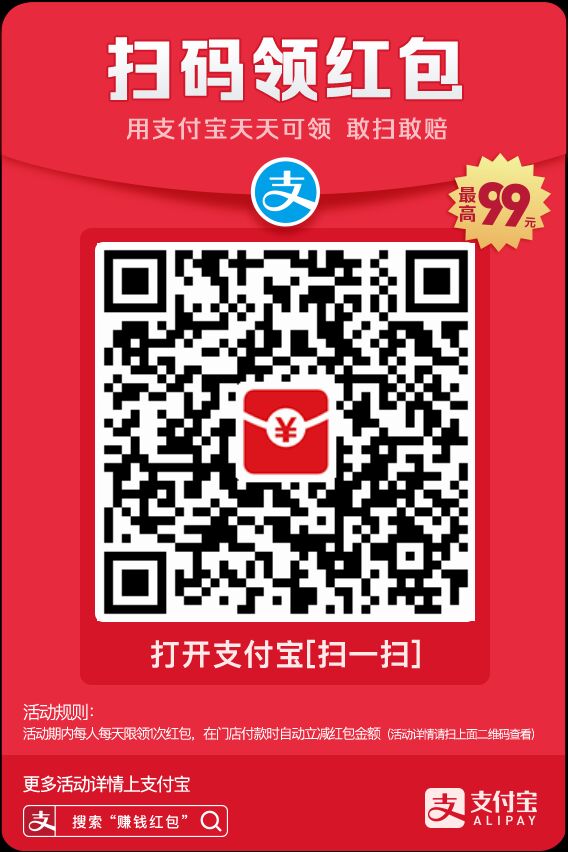 扫码领红包
用支付宝天天可领 敢扫敢赔
支
最高99元
¥
打开支付宝[扫一扫]
活动规则：
活动期内每人每天限领1次红包，在门店付款时自动立减红包金额（活动详情请扫上面二维码查看）
更多活动详情上支付宝
支 搜索“赚钱红包”
支 支付宝
ALIPAY